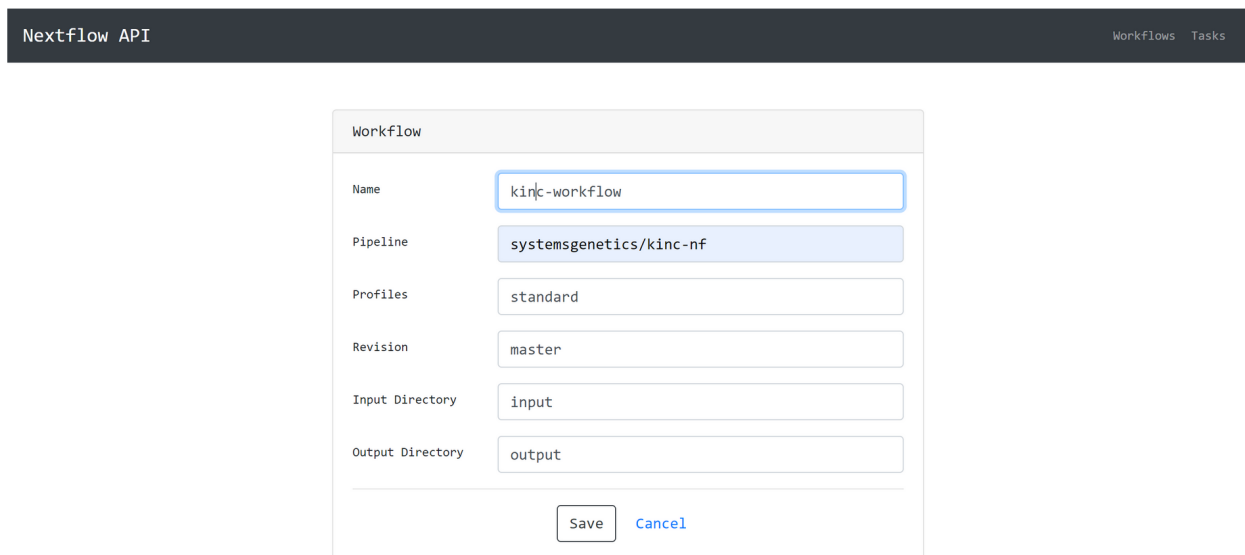 Nextflow API Workflows Tasks
Workflow
Name kinc-workflow
Pipeline systemsgenetics/kinc-nf
Profiles standard
Revision master
Input Directory input
Output Directory output
Save Cancel